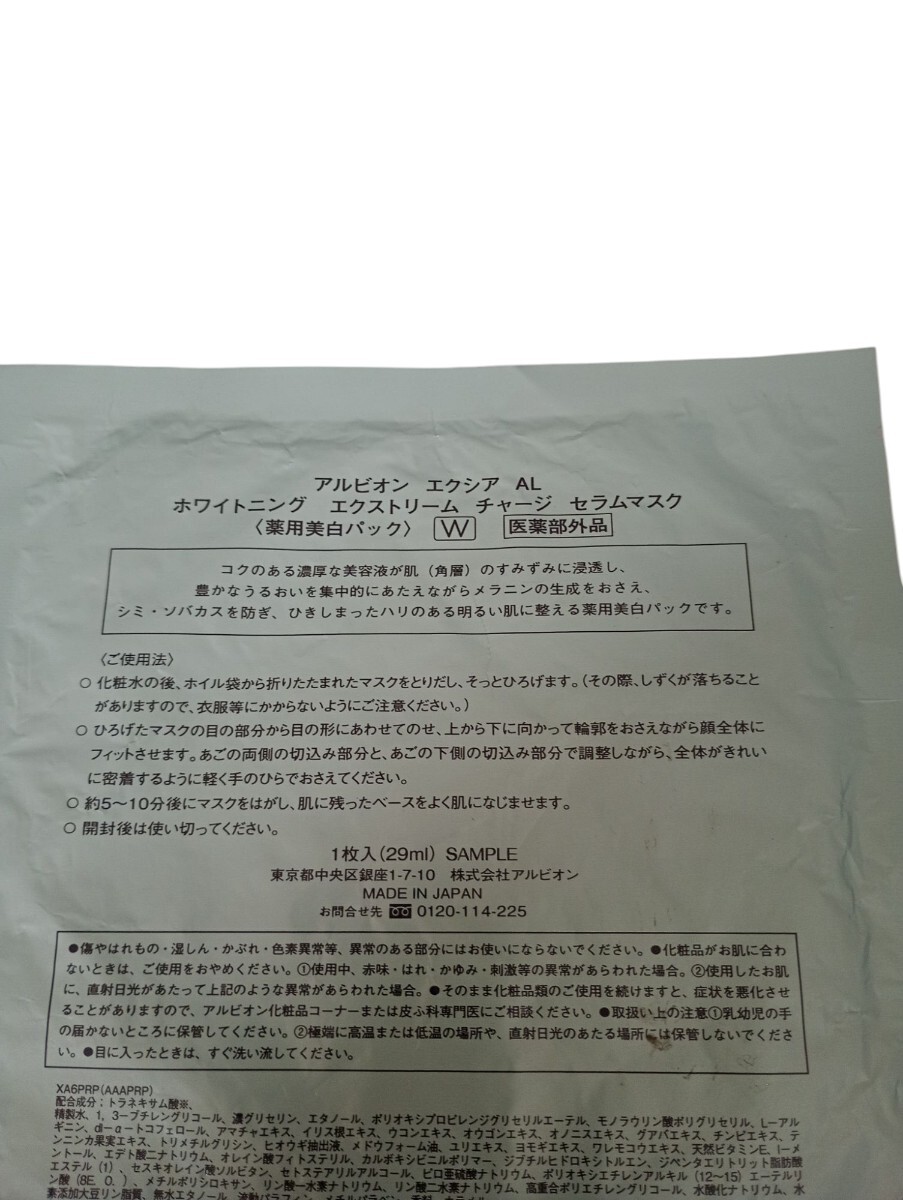 アルビオン エクシア AL
ホワイトニング エクストリーム チャージ セラムマスク
〈薬用美白パック〉 W 医薬部外品
コクのある濃厚な美容液が肌（角層）のすみずみに浸透し、
豊かなうるおいを集中的にあたえながらメラニンの生成をおさえ、
シミ・ソバカスを防ぎ、ひきしまったハリのある明るい肌に整える薬用美白パックです。
〈ご使用法〉
○ 化粧水の後、ホイル袋から折りたたまれたマスクをとりだし、そっとひろげます。（その際、しずくが落ちること
がありますので、衣服等にかからないようにご注意ください。）
○ ひろげたマスクの目の部分から目の形にあわせてのせ、上から下に向かって輪郭をおさえながら顔全体に
フィットさせます。あごの両側の切込み部分と、あごの下側の切込み部分で調整しながら、全体がきれい
に密着するように軽く手のひらでおさえてください。
○ 約5〜10分後にマスクをはがし、肌に残ったベースをよく肌になじませます。
○ 開封後は使い切ってください。
1枚入（29ml） SAMPLE
東京都中央区銀座1-7-10 株式会社アルビオン
MADE IN JAPAN
お問合せ先 0120-114-225
●傷やはれもの・湿しん・かぶれ・色素異常等、異常のある部分にはお使いにならないでください。●化粧品がお肌に合わ
ないときは、ご使用をおやめください。①使用中、赤味・はれ・かゆみ・刺激等の異常があらわれた場合。②使用したお肌
に、直射日光があたって上記のような異常があらわれた場合。●そのまま化粧品類のご使用を続けますと、症状を悪化させ
ることがありますので、アルビオン化粧品コーナーまたは皮ふ科専門医にご相談ください。●取扱い上の注意①乳幼児の手
の届かないところに保管してください。②極端に高温または低温の場所や、直射日光のあたる場所には保管しないでくださ
い。●目に入ったときは、すぐ洗い流してください。
XA6PRP(AAAPRP)
配合成分：トラネキサム酸※、
精製水、1，3－ブチレングリコール、濃グリセリン、エタノール、ポリオキシプロピレンジグリセリルエーテル、モノラウリン酸ポリグリセリル、L－アル
ギニン、dl－α－トコフェロール、アマチャエキス、イリス根エキス、ウコンエキス、オウゴンエキス、オノニスエキス、グアバエキス、チンピエキス、テ
ンニンカ果実エキス、トリメチルグリシン、ヒオウギ抽出液、メドウフォーム油、ユリエキス、ヨモギエキス、ワレモコウエキス、天然ビタミンE、l－メ
ントール、エデト酸二ナトリウム、オレイン酸フィトステリル、カルボキシビニルポリマー、ジブチルヒドロキシトルエン、ジペンタエリトリット脂肪酸
エステル（1）、セスキオレイン酸ソルビタン、セトステアリルアルコール、ピロ亜硫酸ナトリウム、ポリオキシエチレンアルキル（12〜15）エーテルリ
ン酸（8E．O．）、メチルポリシロキサン、リン酸一水素ナトリウム、リン酸二水素ナトリウム、高重合ポリエチレングリコール、水酸化ナトリウム、水
素添加大豆リン脂質、無水エタノール、流動パラフィン、メチルパラベン、香料、カラメル